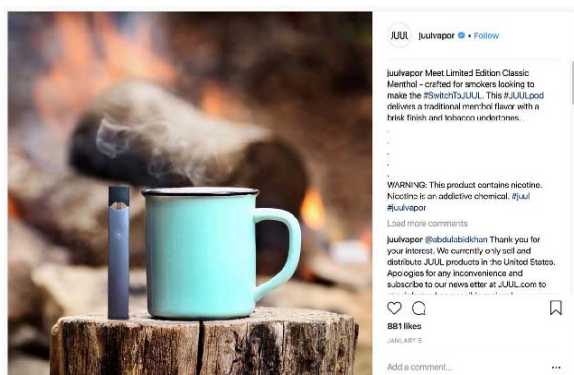 JUUL
juulvapor • Follow
juulvapor Meet Limited Edition Classic
Menthol - crafted for smokers looking to
make the #SwitchToJUUL. This #JUULpod
delivers a traditional menthol flavor with a
brisk finish and tobacco undertones.
.
.
.
.
.
WARNING: This product contains nicotine.
Nicotine is an addictive chemical. #juul
#juulvapor
Load more comments
juulvapor @abdulabidkhan Thank you for
your interest. We currently only sell and
distribute JUUL products in the United States.
Apologies for any inconvenience and
subscribe to our news etter at JUUL.com to
881 likes
JANUARY 5
Add a comment...